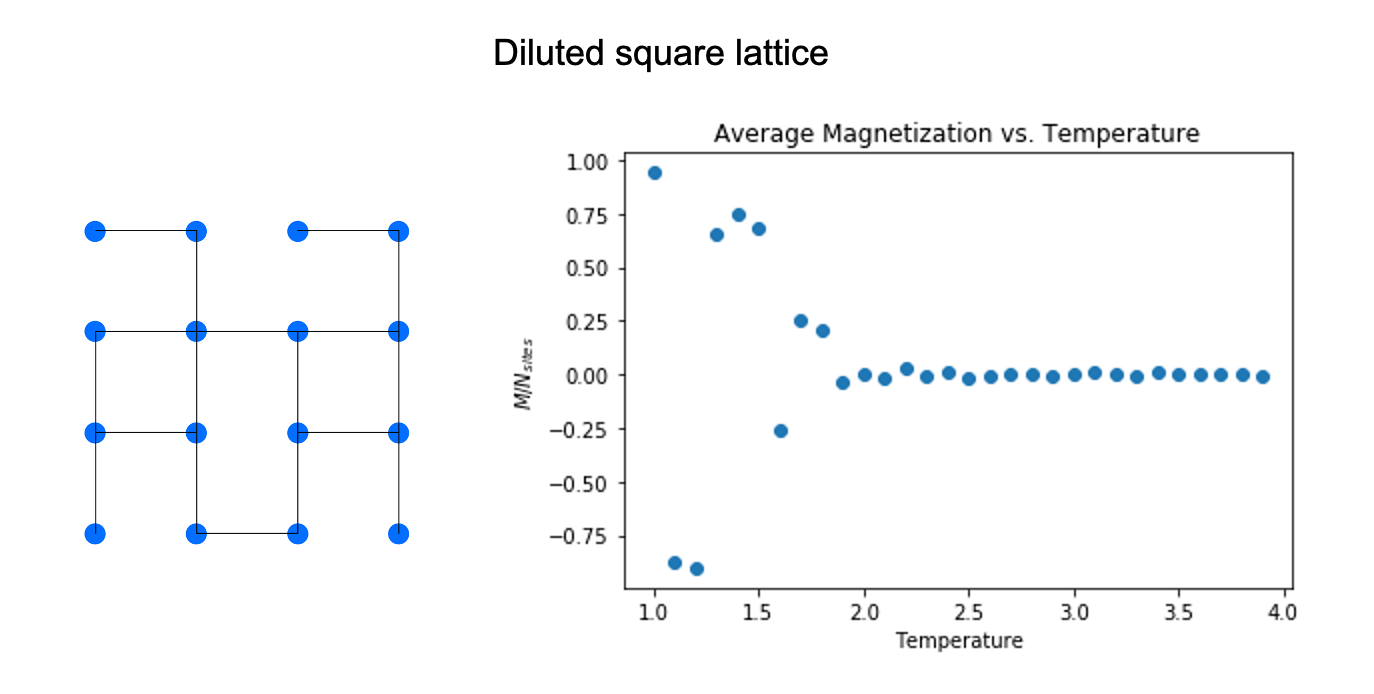 Diluted square lattice
Average Magnetization vs. Temperature
1.00
0.75
0.50
0.25
0.00
−0.25
−0.50
−0.75
M/N_sites
1.0 1.5 2.0 2.5 3.0 3.5 4.0
Temperature